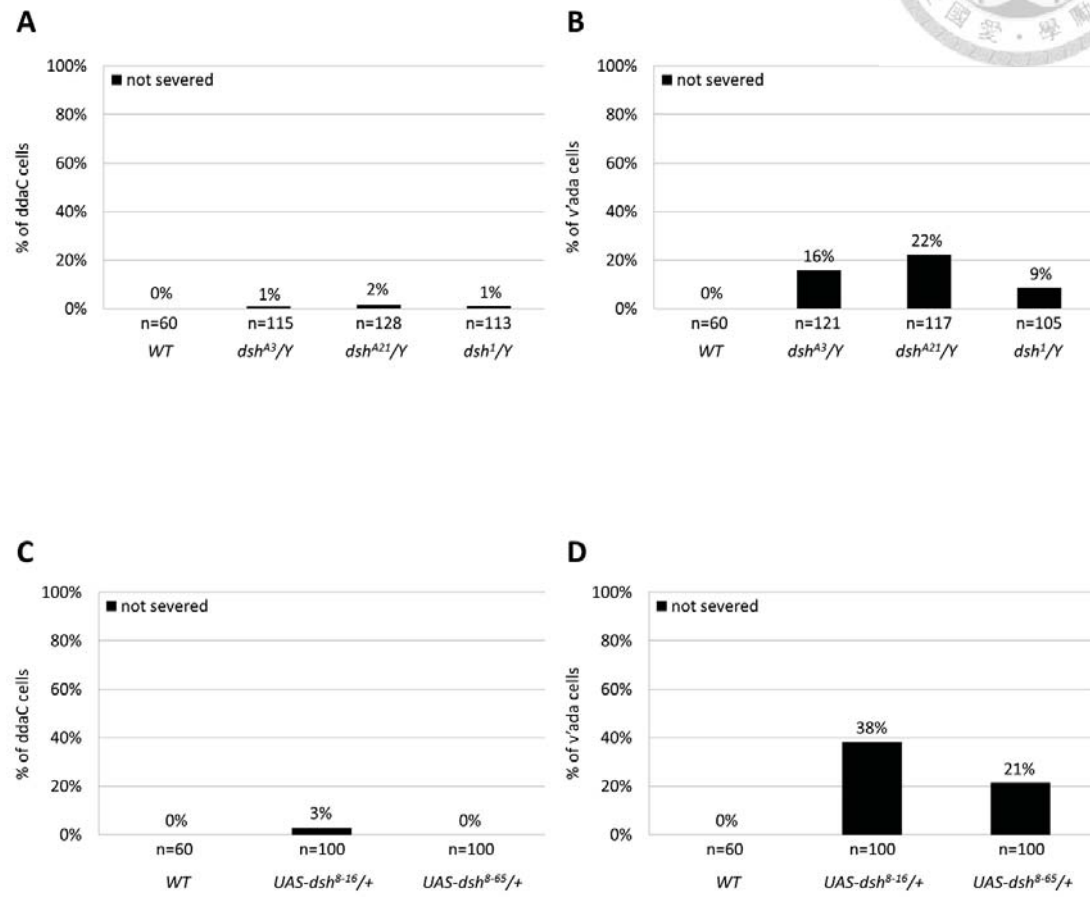 A
100%
80%
60%
40%
20%
0%
% of ddaC cells
■ not severed
0%
1%
2%
1%
n=60
n=115
n=128
n=113
WT
dsh^A3/Y
dsh^A21/Y
dsh^1/Y
B
100%
80%
60%
40%
20%
0%
% of v'ada cells
■ not severed
0%
16%
22%
9%
n=60
n=121
n=117
n=105
WT
dsh^A3/Y
dsh^A21/Y
dsh^1/Y
國愛·學
C
100%
80%
60%
40%
20%
0%
% of ddaC cells
■ not severed
0%
3%
0%
n=60
n=100
n=100
WT
UAS-dsh^8-16/+
UAS-dsh^8-65/+
D
100%
80%
60%
40%
20%
0%
% of v'ada cells
■ not severed
0%
38%
21%
n=60
n=100
n=100
WT
UAS-dsh^8-16/+
UAS-dsh^8-65/+